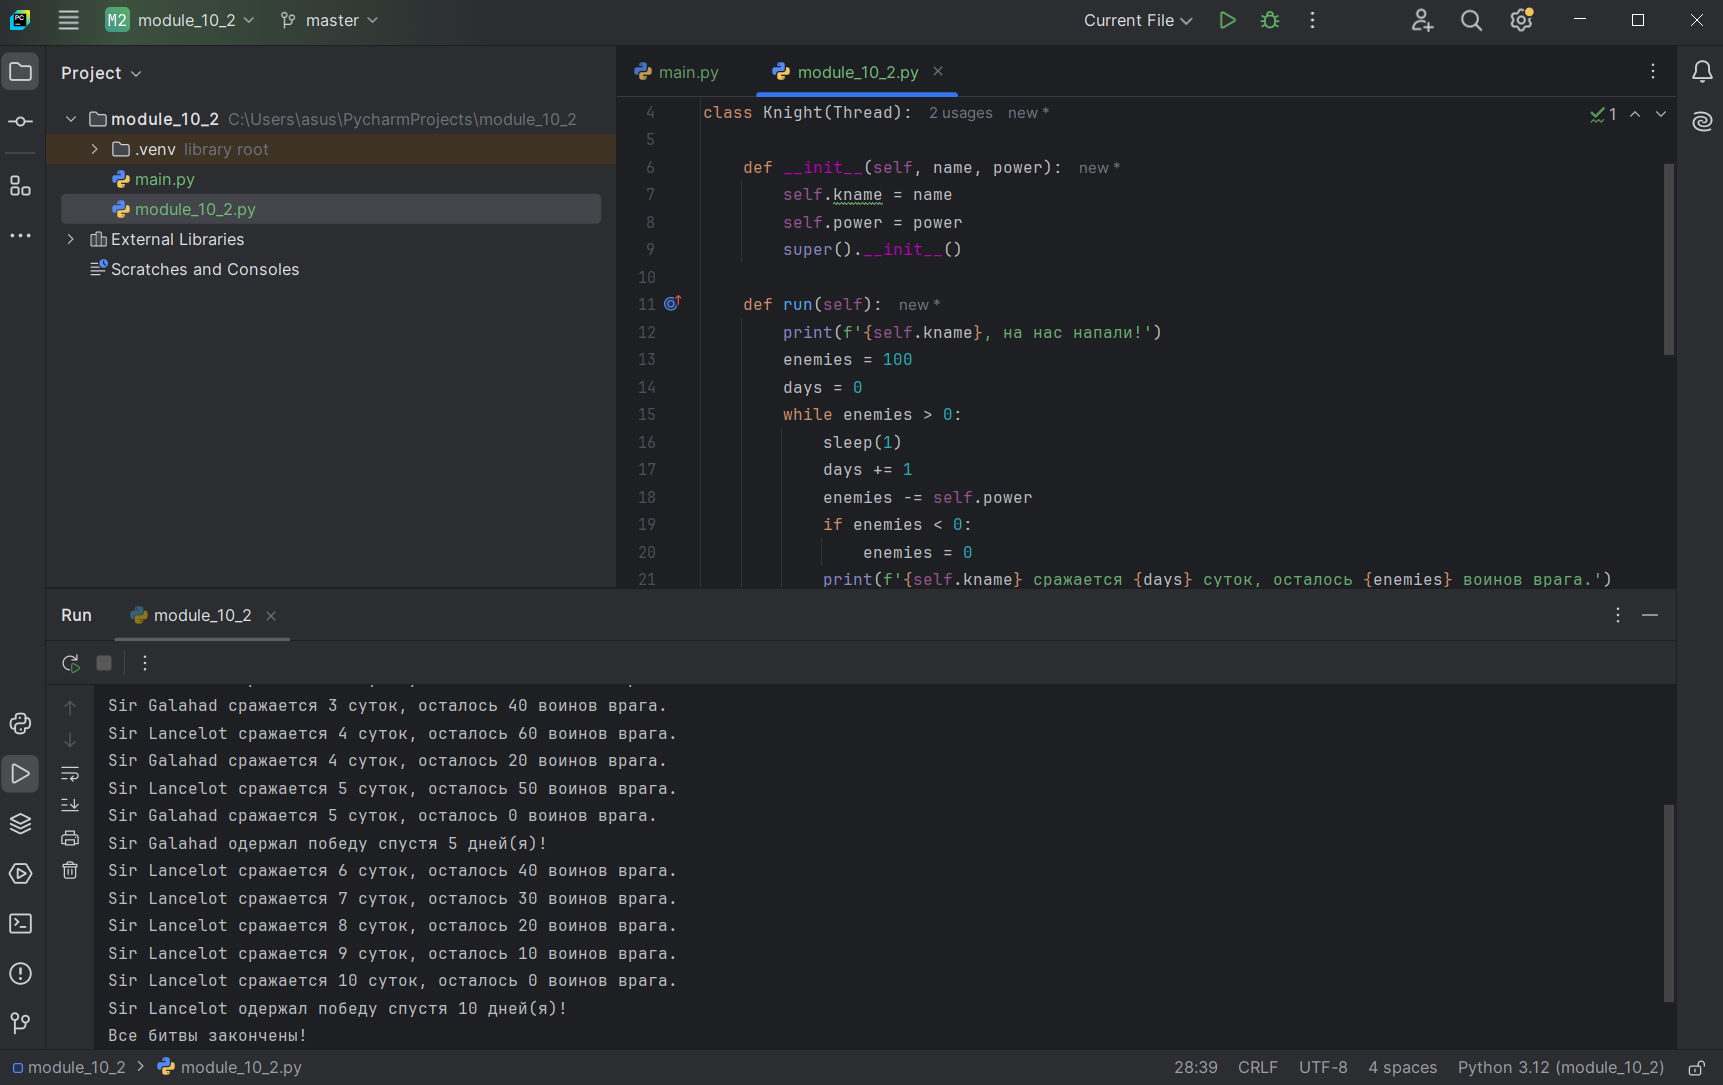 M2 module_10_2 master Current File
Project
module_10_2 C:\Users\asus\PycharmProjects\module_10_2
.venv library root
main.py
module_10_2.py
External Libraries
Scratches and Consoles
main.py module_10_2.py
1
4 class Knight(Thread): 2 usages new *
5
6 def __init__(self, name, power): new *
7 self.kname = name
8 self.power = power
9 super().__init__()
10
11 def run(self): new *
12 print(f'{self.kname}, на нас напали!')
13 enemies = 100
14 days = 0
15 while enemies > 0:
16 sleep(1)
17 days += 1
18 enemies -= self.power
19 if enemies < 0:
20 enemies = 0
21 print(f'{self.kname} сражается {days} суток, осталось {enemies} воинов врага.')
Run module_10_2
Sir Galahad сражается 3 суток, осталось 40 воинов врага.
Sir Lancelot сражается 4 суток, осталось 60 воинов врага.
Sir Galahad сражается 4 суток, осталось 20 воинов врага.
Sir Lancelot сражается 5 суток, осталось 50 воинов врага.
Sir Galahad сражается 5 суток, осталось 0 воинов врага.
Sir Galahad одержал победу спустя 5 дней(я)!
Sir Lancelot сражается 6 суток, осталось 40 воинов врага.
Sir Lancelot сражается 7 суток, осталось 30 воинов врага.
Sir Lancelot сражается 8 суток, осталось 20 воинов врага.
Sir Lancelot сражается 9 суток, осталось 10 воинов врага.
Sir Lancelot сражается 10 суток, осталось 0 воинов врага.
Sir Lancelot одержал победу спустя 10 дней(я)!
Все битвы закончены!
module_10_2 > module_10_2.py 28:39 CRLF UTF-8 4 spaces Python 3.12 (module_10_2)